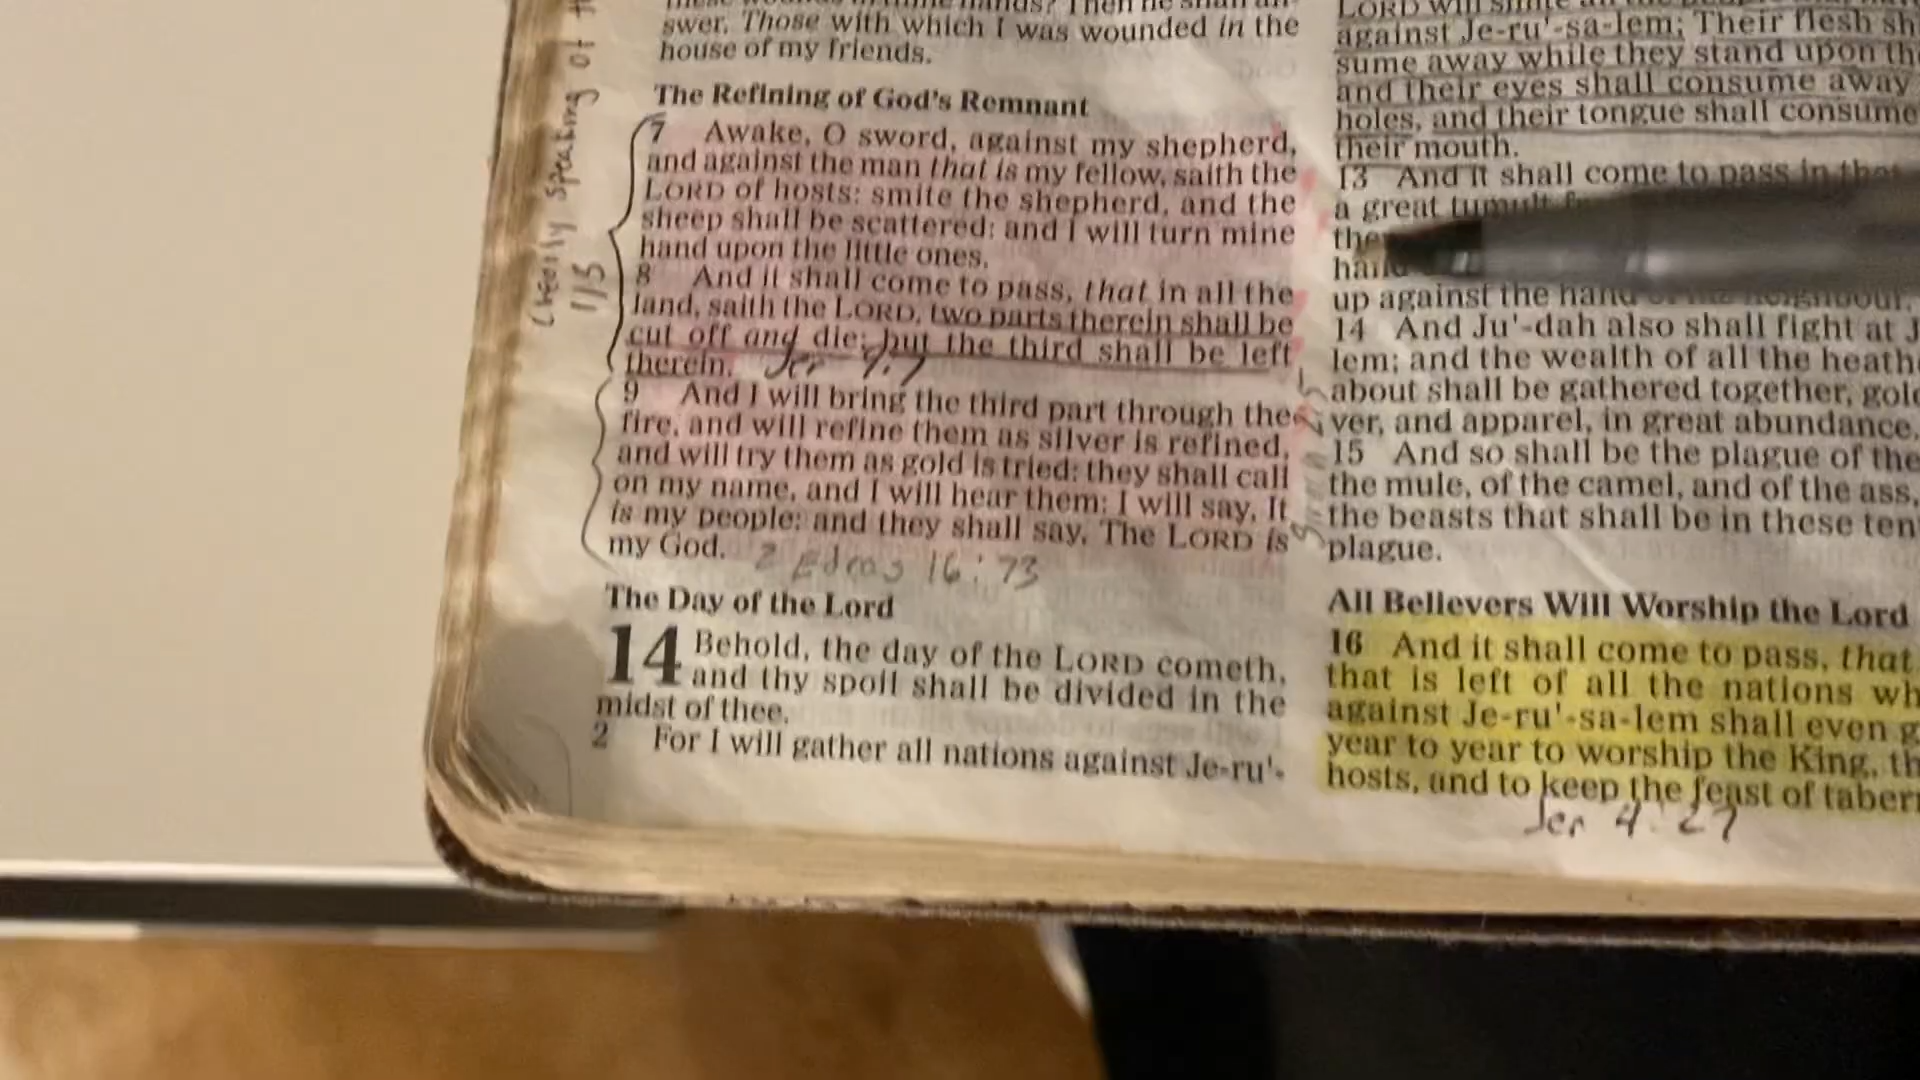 swer, Those with which I was wounded in the
house of my friends.
The Refining of God's Remnant
7 Awake, O sword, against my shepherd,
and against the man that is my fellow, saith the
LORD of hosts: smite the shepherd, and the
sheep shall be scattered: and I will turn mine
hand upon the little ones.
8 And it shall come to pass, that in all the
land, saith the LORD, two parts therein shall be
cut off and die; but the third shall be left
therein. Jer
9 And I will bring the third part through the
fire, and will refine them as silver is refined,
and will try them as gold is tried: they shall call
on my name, and I will hear them: I will say, It
is my people: and they shall say, The LORD is
my God. 2 Edras 16:73
The Day of the Lord
14 Behold, the day of the LORD cometh,
and thy spoil shall be divided in the
midst of thee.
2 For I will gather all nations against Je-ru'-
speaking of
1/3
LORD will smite
against Je-ru'-sa-lem; Their flesh
sume away while they stand upon
and their eyes shall consume away
holes, and their tongue shall consume
their mouth.
13 And it shall come to pass in that
a great tumult
up against the hand of his neighbour.
14 And Ju'-dah also shall fight at
lem; and the wealth of all the
about shall be gathered together,
ver, and apparel, in great abundance.
15 And so shall be the plague of the
the mule, of the camel, and of the ass,
the beasts that shall be in these
plague.
All Believers Will Worship the Lord
16 And it shall come to pass, that
that is left of all the nations
against Je-ru'-sa-lem shall even
year to year to worship the King,
hosts, and to keep the feast of
Jer 4:27